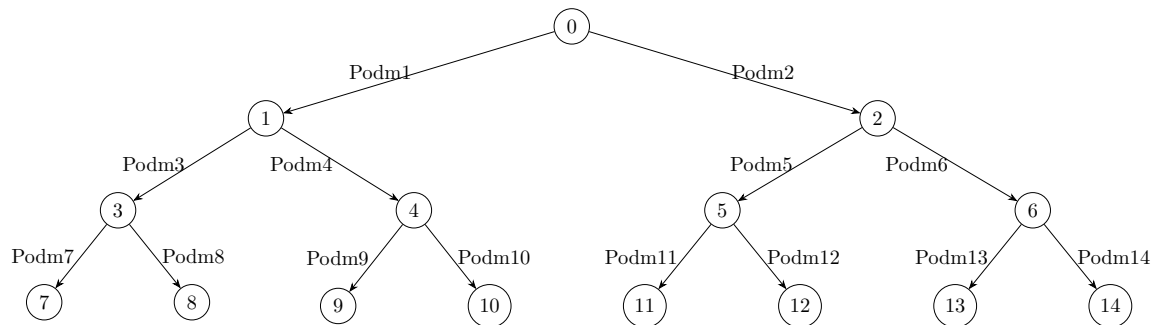 0
Podm1 Podm2
1 2
Podm3 Podm4 Podm5 Podm6
3 4 5 6
Podm7 Podm8 Podm9 Podm10 Podm11 Podm12 Podm13 Podm14
7 8 9 10 11 12 13 14